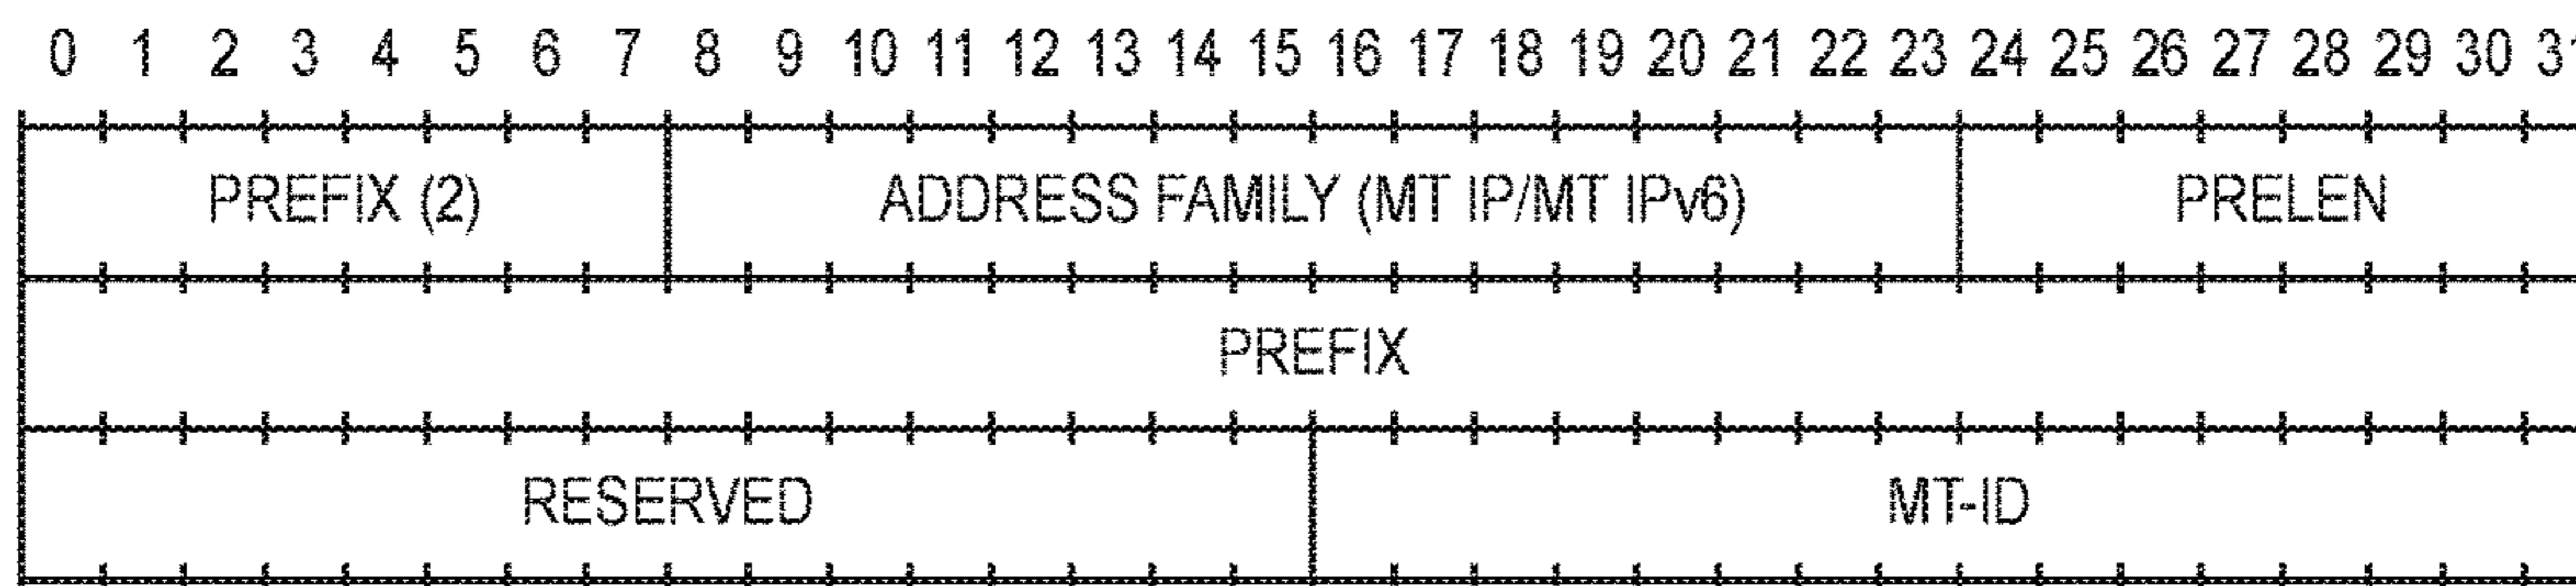 0 1 2 3 4 5 6 7 8 9 10 11 12 13 14 15 16 17 18 19 20 21 22 23 24 25 26 27 28 29 30
PREFIX (2) ADDRESS FAMILY (MT IP/MT IPv6) PRELEN
PREFIX
RESERVED MT-ID